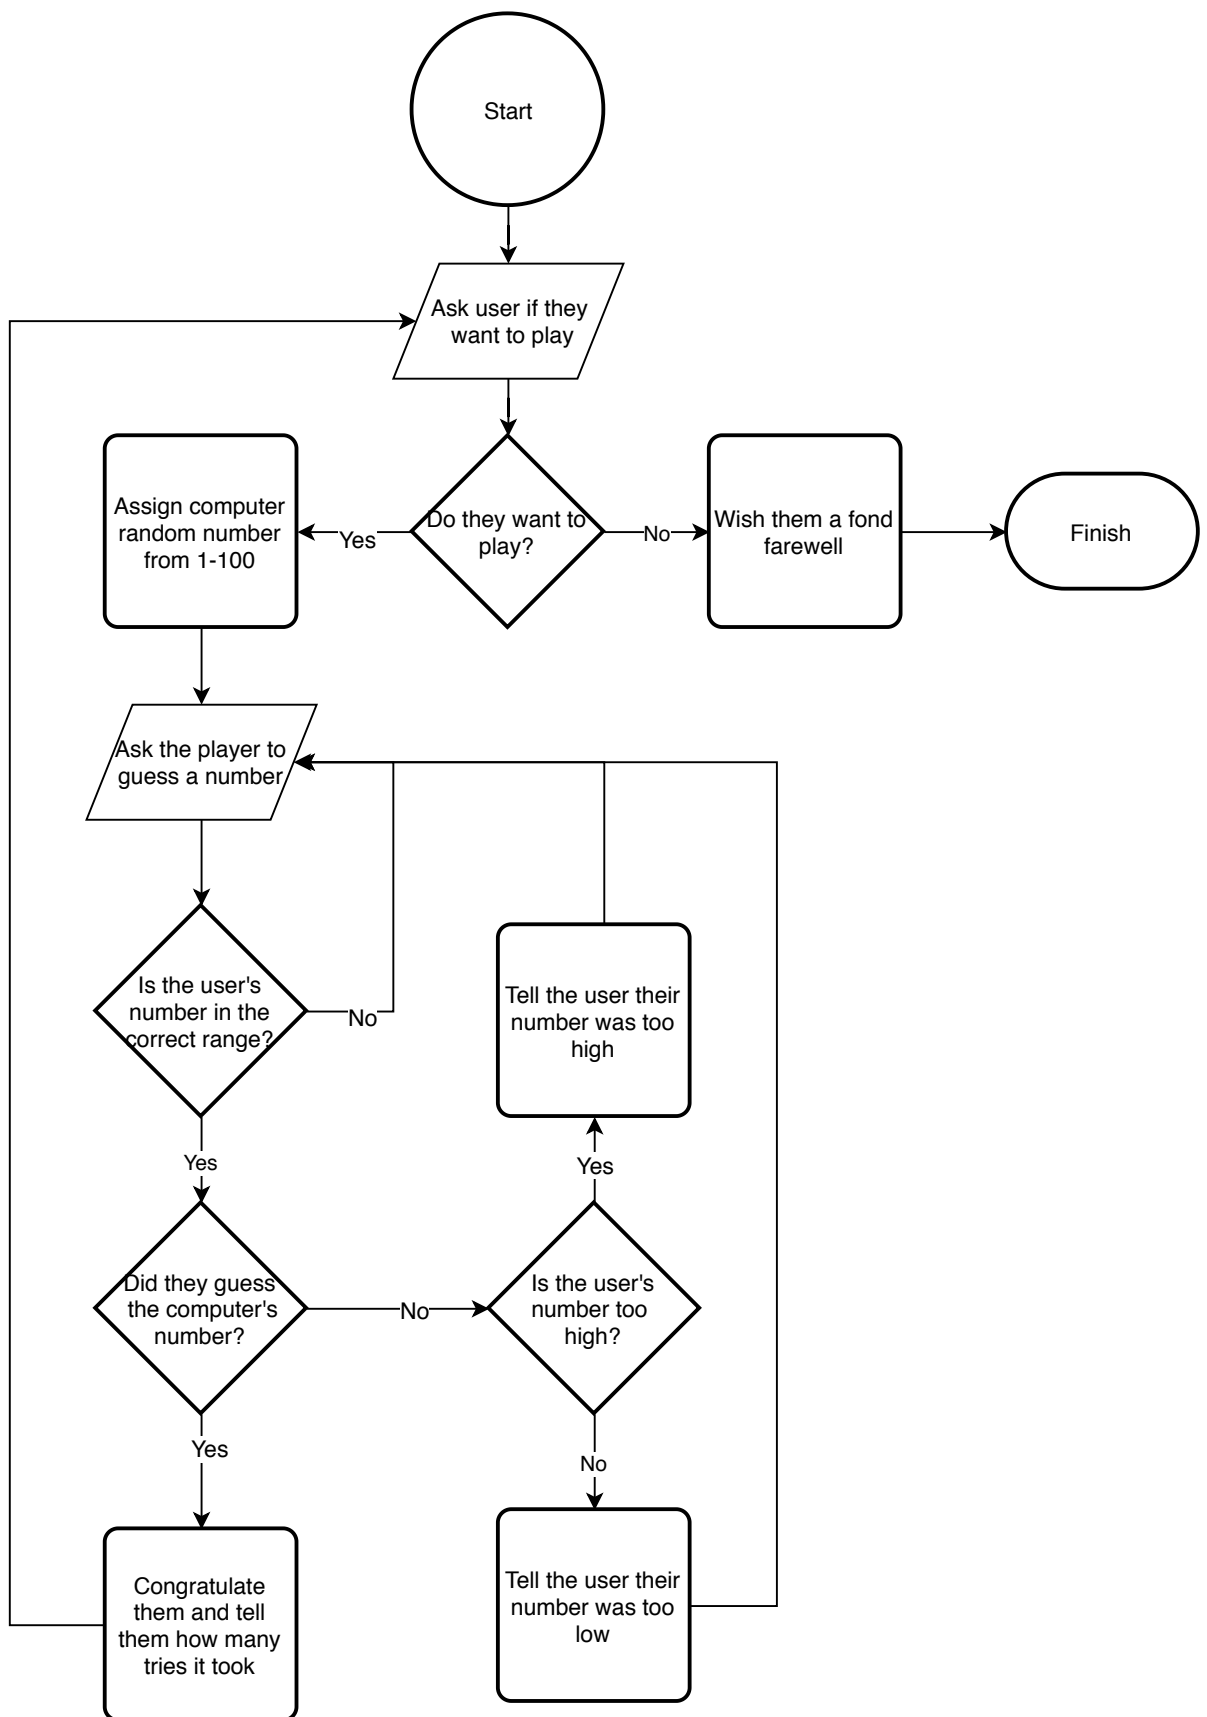 Start
Ask user if they
want to play
Assign computer
random number
from 1-100
Yes
Do they want to
play?
No
Wish them a fond
farewell
Finish
Ask the player to
guess a number
Is the user's
number in the
correct range?
No
Tell the user their
number was too
high
Yes
Yes
Did they guess
the computer's
number?
No
Is the user's
number too
high?
Yes
No
Congratulate
them and tell
them how many
tries it took
Tell the user their
number was too
low